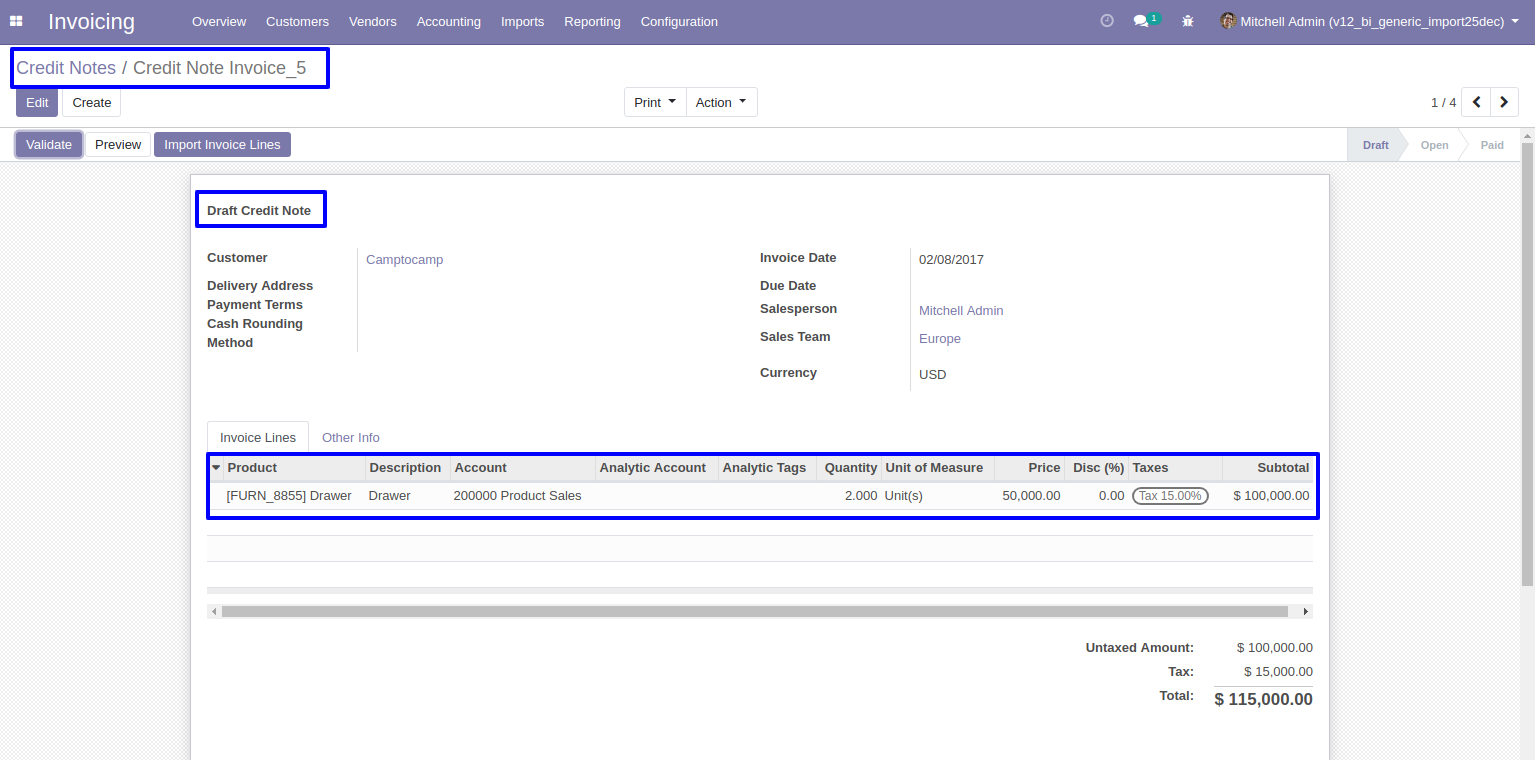 Invoicing Overview Customers Vendors Accounting Imports Reporting Configuration 1 Mitchell Admin (v12_bi_generic_import25dec)
Credit Notes / Credit Note Invoice_5
Edit Create Print Action 1 / 4
Validate Preview Import Invoice Lines Draft Open Paid
Draft Credit Note
Customer Camptocamp
Delivery Address
Payment Terms
Cash Rounding
Method
Invoice Date 02/08/2017
Due Date
Salesperson Mitchell Admin
Sales Team Europe
Currency USD
Invoice Lines Other Info
Product Description Account Analytic Account Analytic Tags Quantity Unit of Measure Price Disc (%) Taxes Subtotal
[FURN_8855] Drawer Drawer 200000 Product Sales 2.000 Unit(s) 50,000.00 0.00 Tax 15.00% $ 100,000.00
Untaxed Amount: $ 100,000.00
Tax: $ 15,000.00
Total: $ 115,000.00